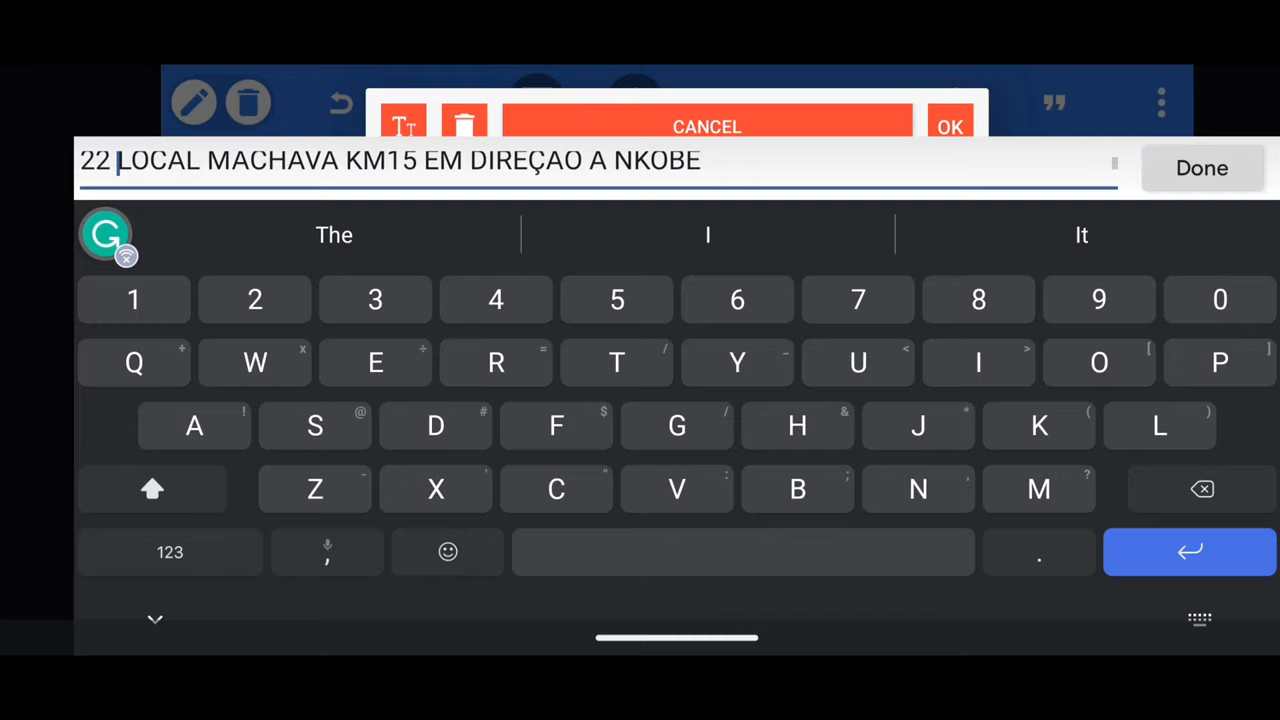 Tт
CANCEL
OK
22 LOCAL MACHAVA KM15 EM DIREÇAO A NKOBE
Done
The
I
It
1 2 3 4 5 6 7 8 9 0
+ x ÷ = / _ < > [ ]
Q W E R T Y U I O P
! @ # $ / & * ( )
A S D F G H J K L
- ' " : ; , ?
Z X C V B N M
123
,
.